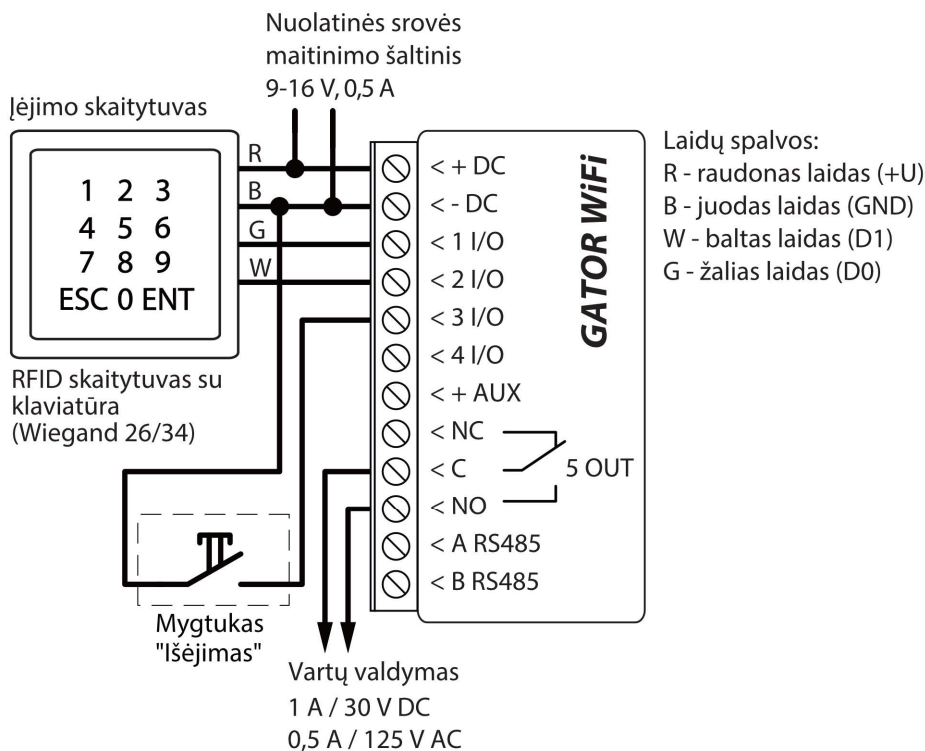 Nuolatinės srovės
maitinimo šaltinis
9-16 V, 0,5 A
Įėjimo skaitytuvas
1 2 3
4 5 6
7 8 9
ESC 0 ENT
R
B
G
W
RFID skaitytuvas su
klaviatūra
(Wiegand 26/34)
< + DC
< - DC
< 1 I/O
< 2 I/O
< 3 I/O
< 4 I/O
< + AUX
< NC
< C
5 OUT
< NO
< A RS485
< B RS485
GATOR WiFi
Laidų spalvos:
R - raudonas laidas (+U)
B - juodas laidas (GND)
W - baltas laidas (D1)
G - žalias laidas (D0)
Mygtukas
"Išėjimas"
Vartų valdymas
1 A / 30 V DC
0,5 A / 125 V AC